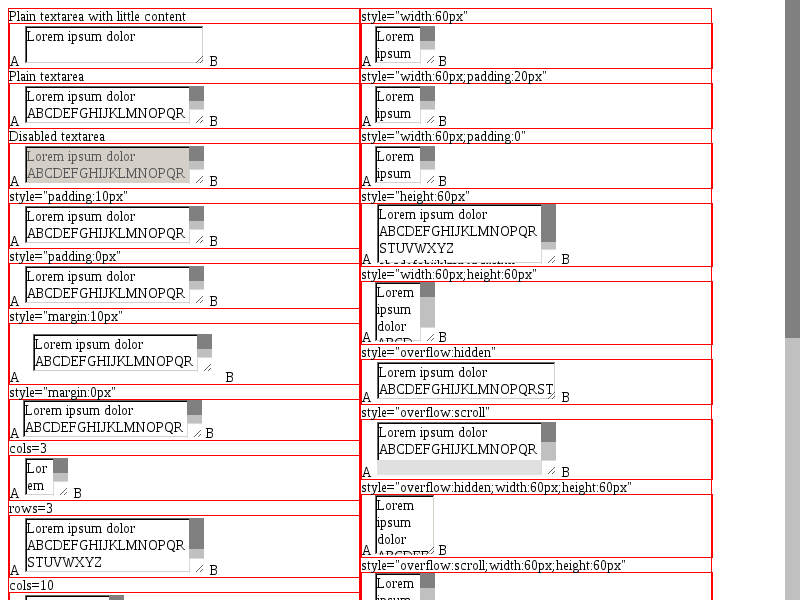 Plain textarea with little content
Lorem ipsum dolor
A B
Plain textarea
Lorem ipsum dolor
ABCDEFGHIJKLMNOPQR
A B
Disabled textarea
Lorem ipsum dolor
ABCDEFGHIJKLMNOPQR
A B
style="padding:10px"
Lorem ipsum dolor
ABCDEFGHIJKLMNOPQR
A B
style="padding:0px"
Lorem ipsum dolor
ABCDEFGHIJKLMNOPQR
A B
style="margin:10px"
Lorem ipsum dolor
ABCDEFGHIJKLMNOPQR
A B
style="margin:0px"
Lorem ipsum dolor
ABCDEFGHIJKLMNOPQR
A B
cols=3
Lor
em
A B
rows=3
Lorem ipsum dolor
ABCDEFGHIJKLMNOPQR
STUVWXYZ
A B
cols=10
style="width:60px"
Lorem
ipsum
A B
style="width:60px;padding:20px"
Lorem
ipsum
A B
style="width:60px;padding:0"
Lorem
ipsum
A B
style="height:60px"
Lorem ipsum dolor
ABCDEFGHIJKLMNOPQR
STUVWXYZ
A B
style="width:60px;height:60px"
Lorem
ipsum
dolor
ABCD
A B
style="overflow:hidden"
Lorem ipsum dolor
ABCDEFGHIJKLMNOPQRST
A B
style="overflow:scroll"
Lorem ipsum dolor
ABCDEFGHIJKLMNOPQR
A B
style="overflow:hidden;width:60px;height:60px"
Lorem
ipsum
dolor
ABCDEF
A B
style="overflow:scroll;width:60px;height:60px"
Lorem
ipsum